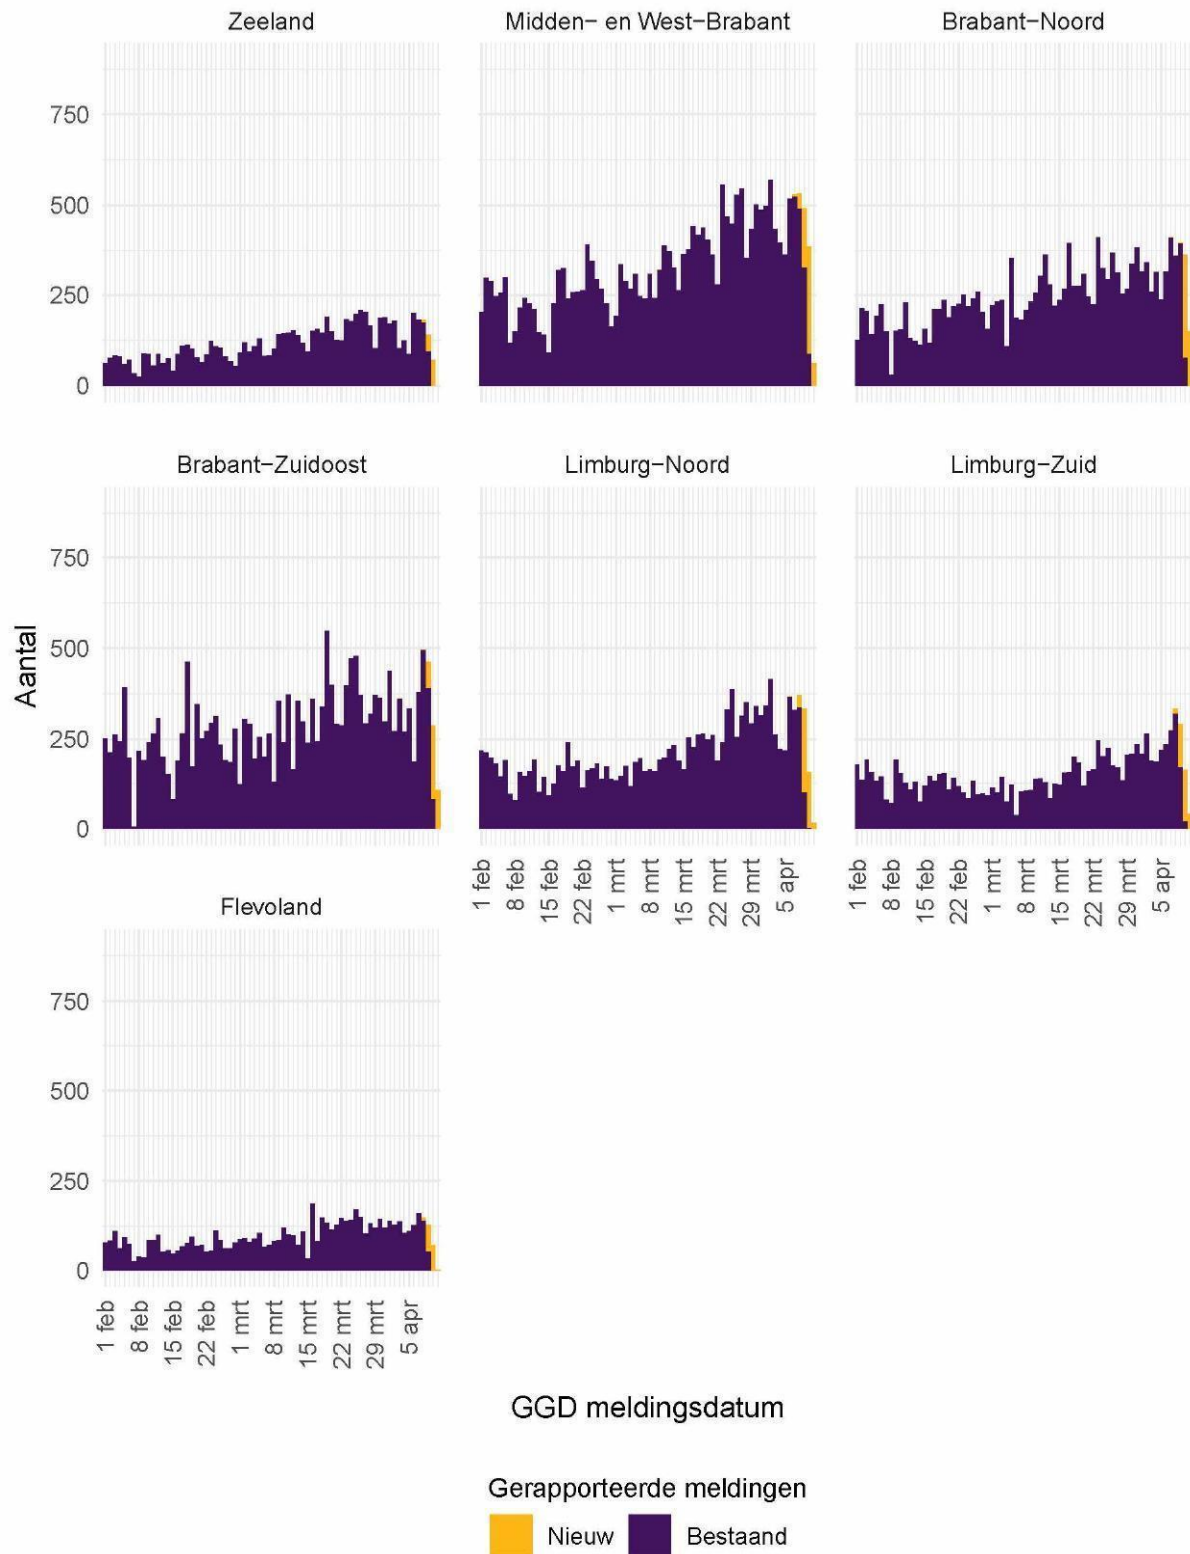 Zeeland
Midden- en West-Brabant
Brabant-Noord
750
500
250
0
Brabant-Zuidoost
Limburg-Noord
Limburg-Zuid
750
500
250
0
Aantal
1 feb
8 feb
15 feb
22 feb
1 mrt
8 mrt
15 mrt
22 mrt
29 mrt
5 apr
1 feb
8 feb
15 feb
22 feb
1 mrt
8 mrt
15 mrt
22 mrt
29 mrt
5 apr
Flevoland
750
500
250
0
1 feb
8 feb
15 feb
22 feb
1 mrt
8 mrt
15 mrt
22 mrt
29 mrt
5 apr
GGD meldingsdatum
Gerapporteerde meldingen
Nieuw
Bestaand